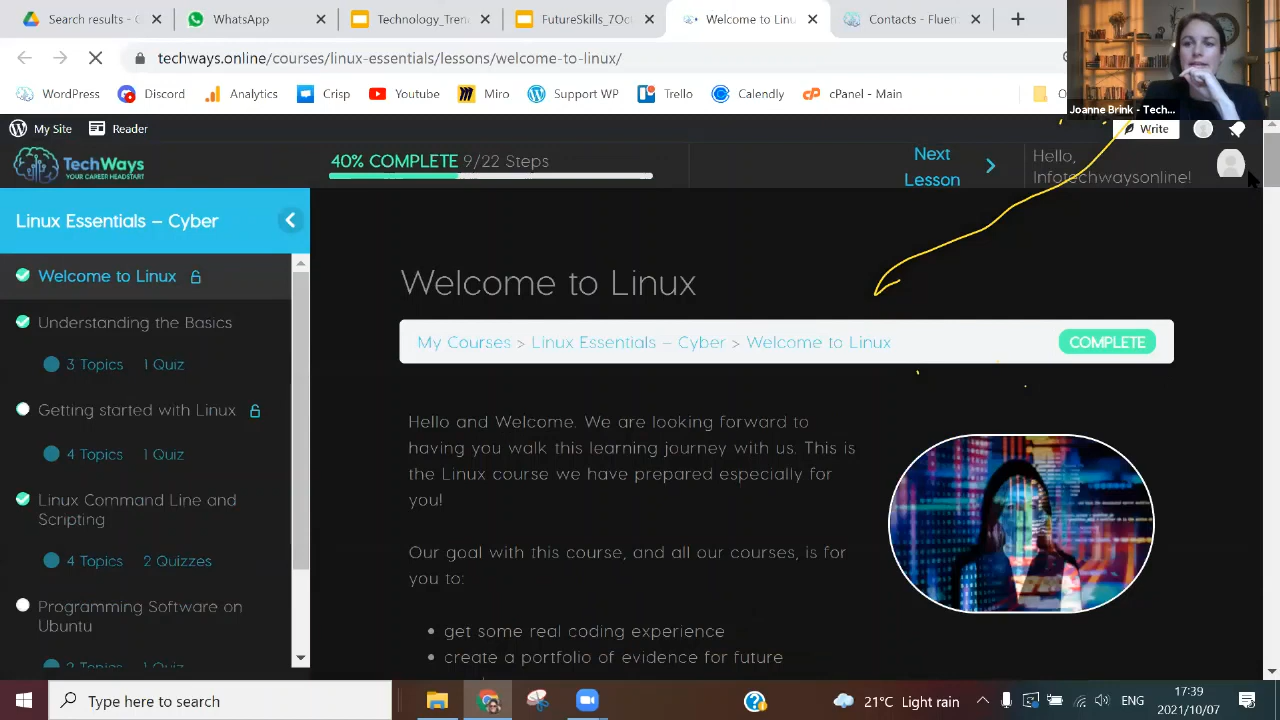 Search results -
WhatsApp
Technology_Tren
FutureSkills_7Oc
Welcome to Linu
Contacts - Fluen
techways.online/courses/linux-essentials/lessons/welcome-to-linux/
WordPress
Discord
Analytics
Crisp
Youtube
Miro
Support WP
Trello
Calendly
cPanel - Main
Joanne Brink - Tech...
My Site
Reader
Write
TechWays
YOUR CAREER HEADSTART
40% COMPLETE 9/22 Steps
Next
Lesson
Hello,
Infotechwaysonline!
Linux Essentials – Cyber
Welcome to Linux
Understanding the Basics
3 Topics 1 Quiz
Getting started with Linux
4 Topics 1 Quiz
Linux Command Line and
Scripting
4 Topics 2 Quizzes
Programming Software on
Ubuntu
1 Quiz
Welcome to Linux
My Courses > Linux Essentials – Cyber > Welcome to Linux
COMPLETE
Hello and Welcome. We are looking forward to
having you walk this learning journey with us. This is
the Linux course we have prepared especially for
you!
Our goal with this course, and all our courses, is for
you to:
• get some real coding experience
• create a portfolio of evidence for future
Type here to search
21°C Light rain
ENG
17:39
2021/10/07